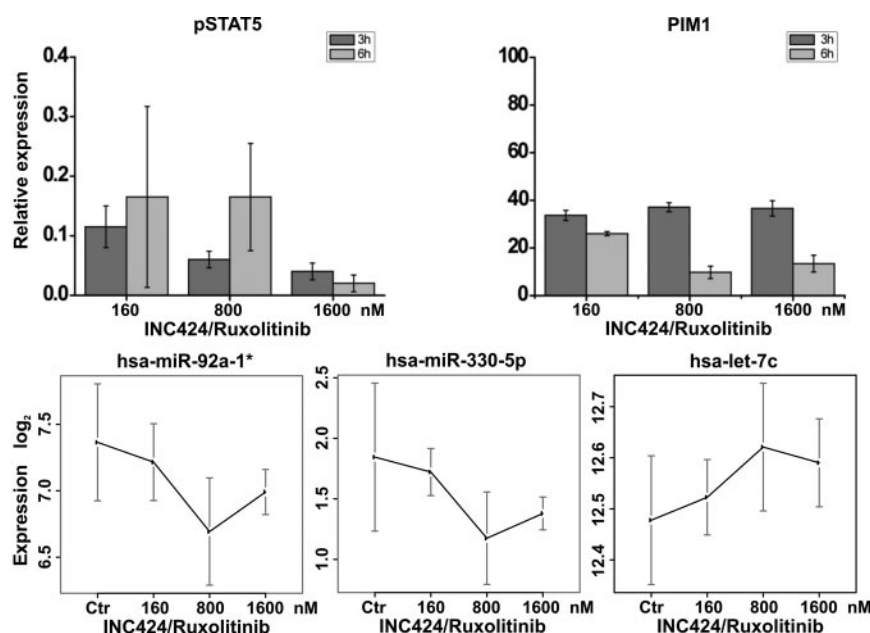 pSTAT5
3h
6h
Relative expression
0.4
0.3
0.2
0.1
0.0
160 800 1600 nM
INC424/Ruxolitinib
PIM1
3h
6h
100
80
60
40
20
0
160 800 1600 nM
INC424/Ruxolitinib
hsa-miR-92a-1*
Expression log₂
7.5
7.0
6.5
Ctr 160 800 1600 nM
INC424/Ruxolitinib
hsa-miR-330-5p
2.5
2.0
1.5
1.0
Ctr 160 800 1600 nM
INC424/Ruxolitinib
hsa-let-7c
12.7
12.6
12.5
12.4
Ctr 160 800 1600 nM
INC424/Ruxolitinib